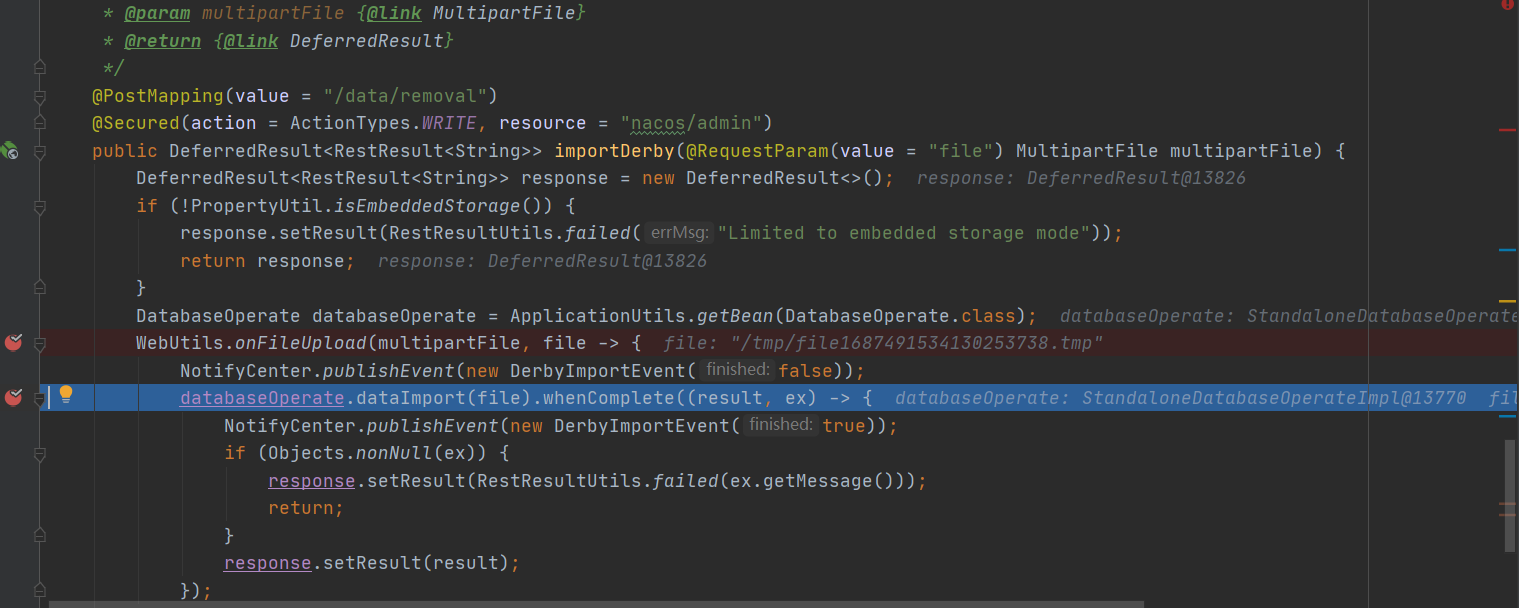 * @param multipartFile {@link MultipartFile}
* @return {@link DeferredResult}
*/
@PostMapping(value = "/data/removal")
@Secured(action = ActionTypes.WRITE, resource = "nacos/admin")
public DeferredResult<RestResult<String>> importDerby(@RequestParam(value = "file") MultipartFile multipartFile) {
DeferredResult<RestResult<String>> response = new DeferredResult<>(); response: DeferredResult@13826
if (!PropertyUtil.isEmbeddedStorage()) {
response.setResult(RestResultUtils.failed( errMsg: "Limited to embedded storage mode"));
return response; response: DeferredResult@13826
}
DatabaseOperate databaseOperate = ApplicationUtils.getBean(DatabaseOperate.class); databaseOperate: StandaloneDatabaseOperate
WebUtils.onFileUpload(multipartFile, file -> { file: "/tmp/file1687491534130253738.tmp"
NotifyCenter.publishEvent(new DerbyImportEvent( finished: false));
databaseOperate.dataImport(file).whenComplete((result, ex) -> { databaseOperate: StandaloneDatabaseOperateImpl@13770 fil
NotifyCenter.publishEvent(new DerbyImportEvent( finished: true));
if (Objects.nonNull(ex)) {
response.setResult(RestResultUtils.failed(ex.getMessage()));
return;
}
response.setResult(result);
});